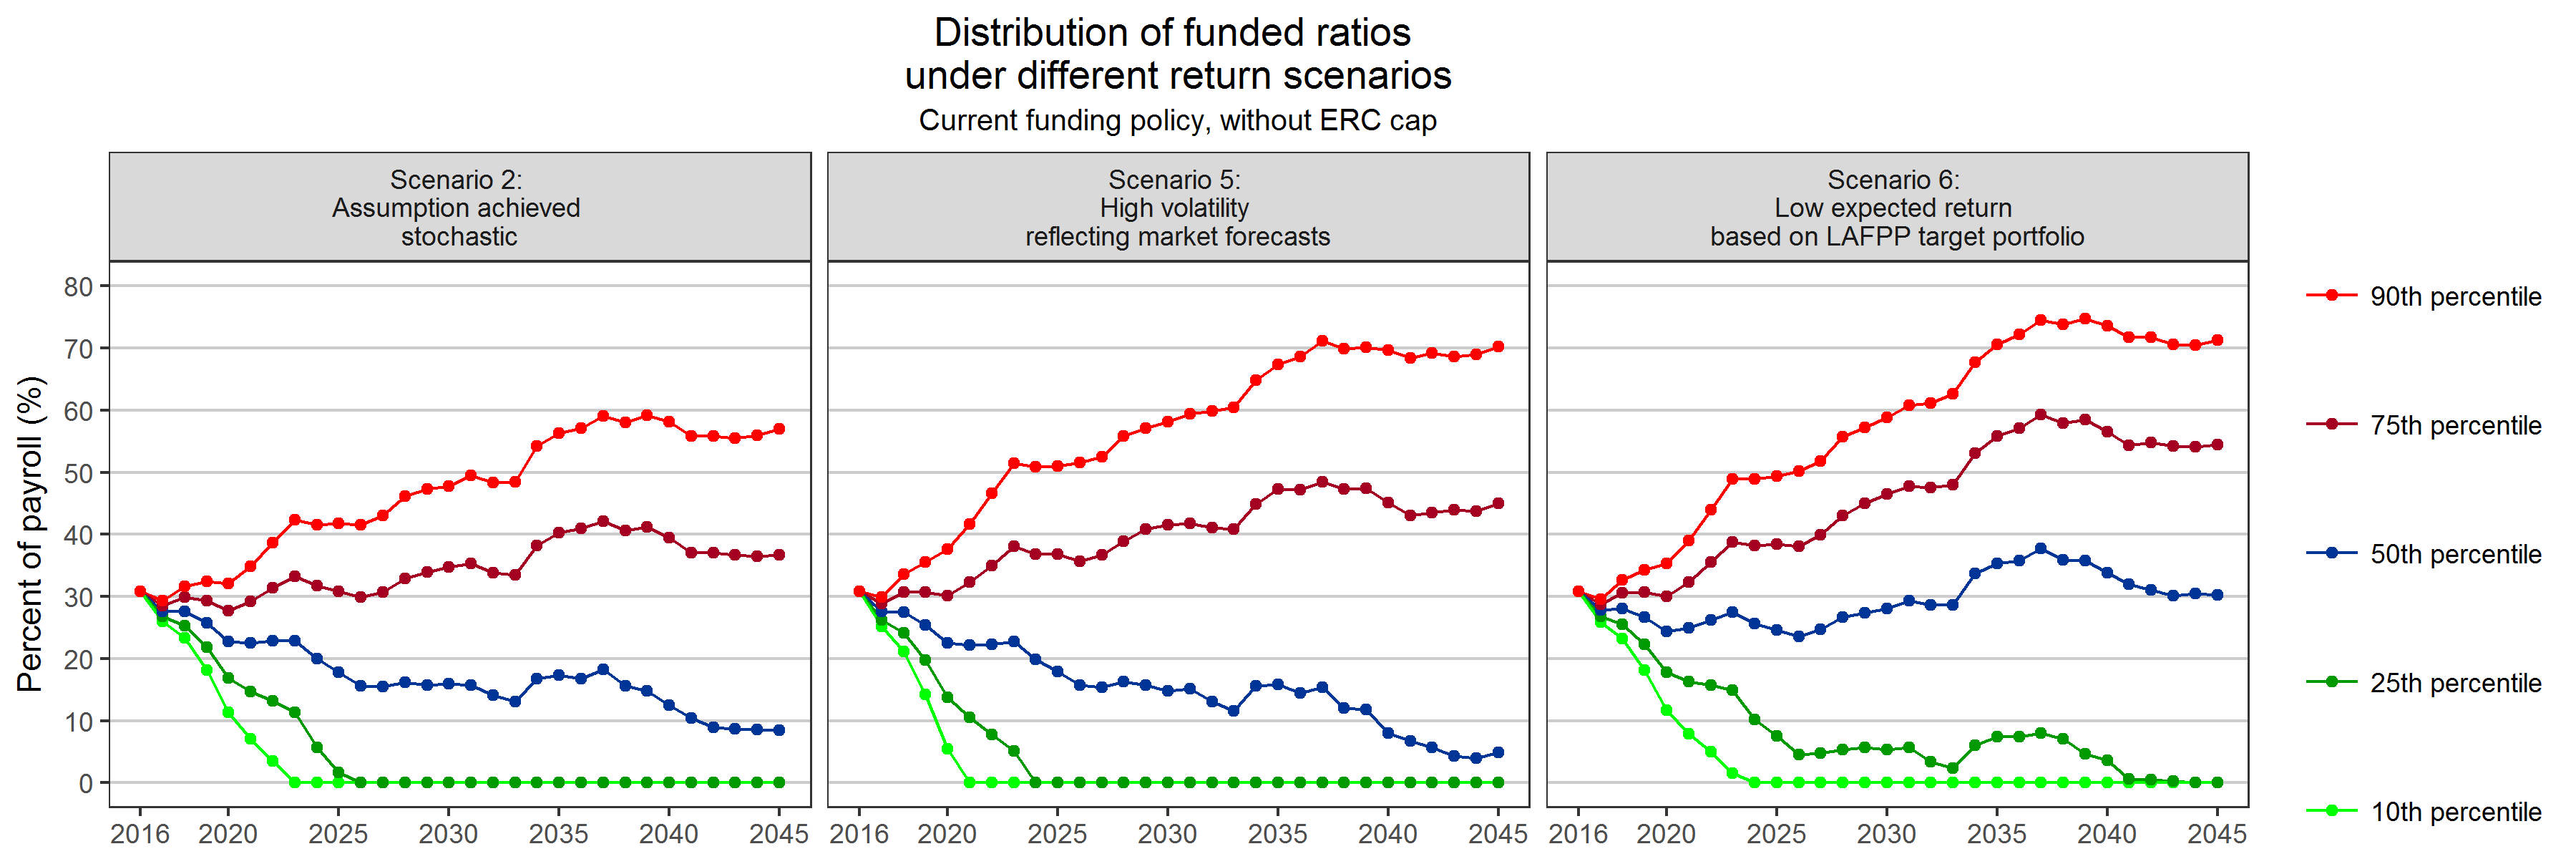 Distribution of funded ratios
under different return scenarios
Current funding policy, without ERC cap
Scenario 2:
Assumption achieved
stochastic
Scenario 5:
High volatility
reflecting market forecasts
Scenario 6:
Low expected return
based on LAFPP target portfolio
Percent of payroll (%)
80
70
60
50
40
30
20
10
0
2016 2020 2025 2030 2035 2040 2045
2016 2020 2025 2030 2035 2040 2045
2016 2020 2025 2030 2035 2040 2045
90th percentile
75th percentile
50th percentile
25th percentile
10th percentile